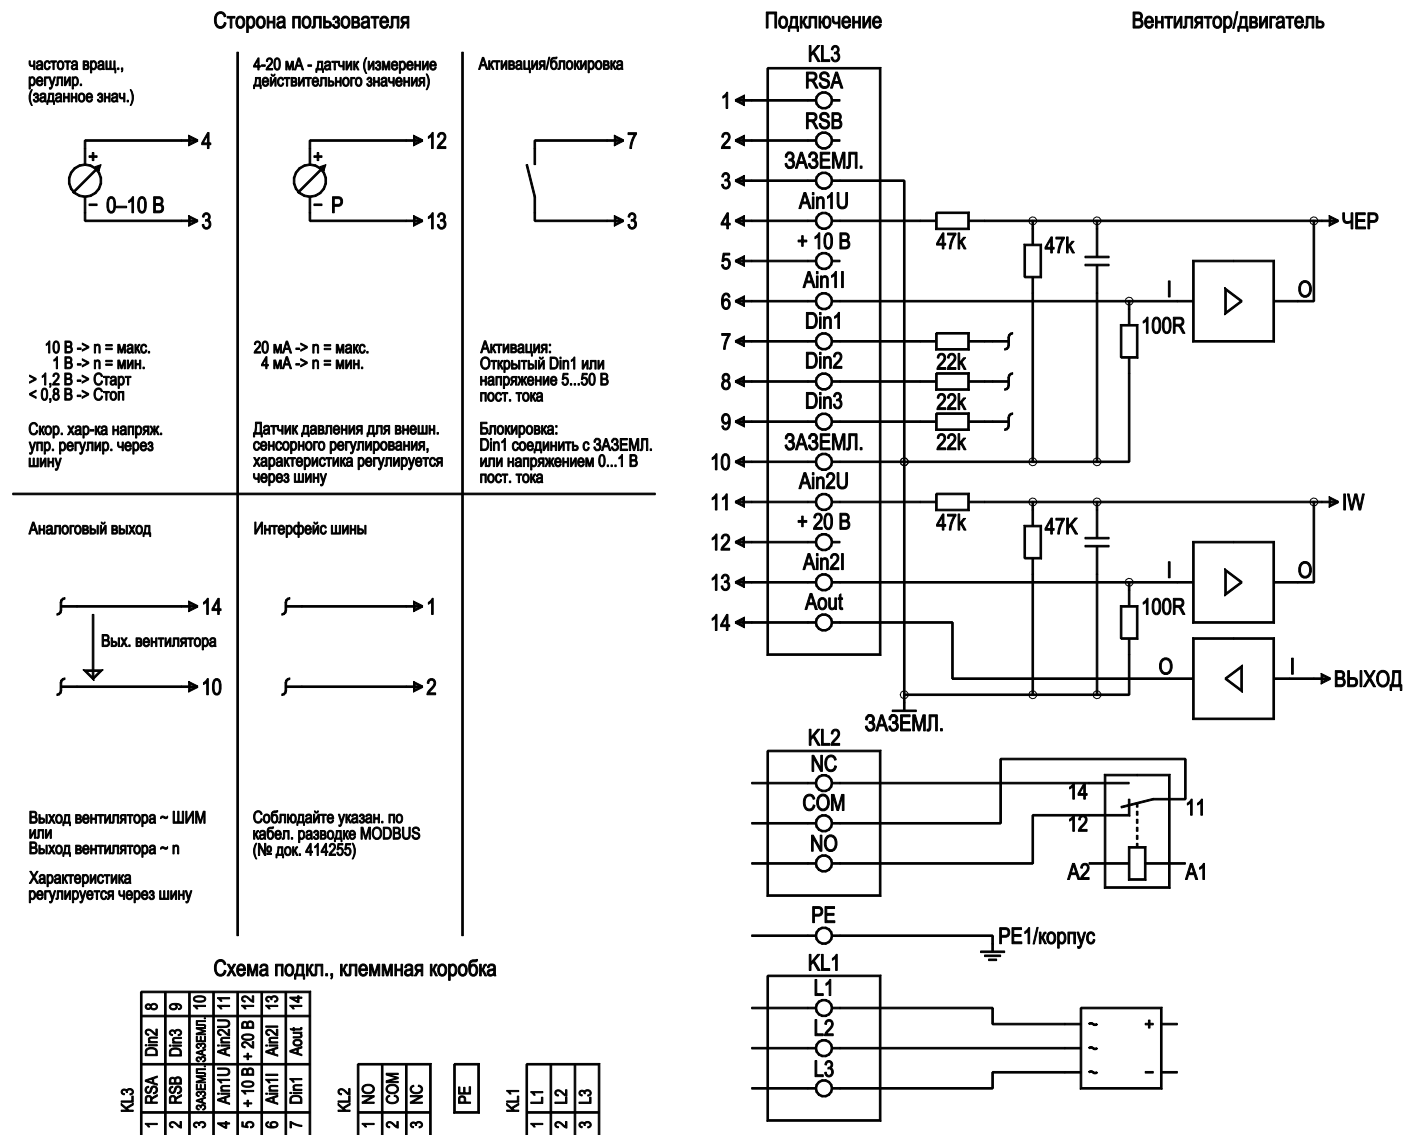 Сторона пользователя
Подключение
Вентилятор/двигатель
частота вращ.,
регулир.
(заданное знач.)
+
4
− 0–10 В
3
10 В -> n = макс.
1 В -> n = мин.
> 1,2 В -> Старт
< 0,8 В -> Стоп
Скор. хар-ка напряж.
упр. регулир. через
шину
4-20 мА - датчик (измерение
действительного значения)
+
12
− P
13
20 мА -> n = макс.
4 мА -> n = мин.
Датчик давления для внешн.
сенсорного регулирования,
характеристика регулируется
через шину
Активация/блокировка
7
3
Активация:
Открытый Din1 или
напряжение 5...50 В
пост. тока
Блокировка:
Din1 соединить с ЗАЗЕМЛ.
или напряжением 0...1 В
пост. тока
Аналоговый выход
14
Вых. вентилятора
10
Выход вентилятора ~ ШИМ
или
Выход вентилятора ~ n
Характеристика
регулируется через шину
Интерфейс шины
1
2
Соблюдайте указан. по
кабел. разводке MODBUS
(№ док. 414255)
KL3
RSA
1
RSB
2
ЗАЗЕМЛ.
3
Ain1U
4
47k
47k
ЧЕР
+ 10 В
5
Ain1I
6
I
O
100R
Din1
7
22k
Din2
8
22k
Din3
9
22k
ЗАЗЕМЛ.
10
Ain2U
11
47k
47K
IW
+ 20 В
12
Ain2I
13
I
O
100R
Aout
14
O
I
ВЫХОД
ЗАЗЕМЛ.
KL2
NC
14
COM
11
12
NO
A2
A1
PE
PE1/корпус
KL1
L1
~ +
L2
~
L3
~ −
Схема подкл., клеммная коробка
KL3
1 RSA Din2 8
2 RSB Din3 9
3 ЗАЗЕМЛ. ЗАЗЕМЛ. 10
4 Ain1U Ain2U 11
5 + 10 В + 20 В 12
6 Ain1I Ain2I 13
7 Din1 Aout 14
KL2
1 NO
2 COM
3 NC
PE
KL1
1 L1
2 L2
3 L3